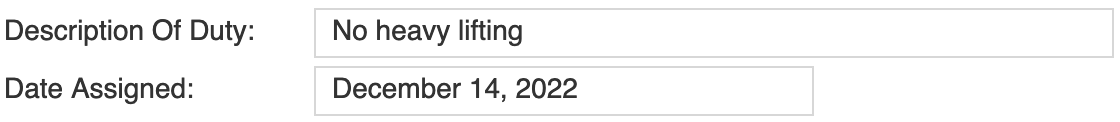 Description Of Duty: No heavy lifting
Date Assigned: December 14, 2022